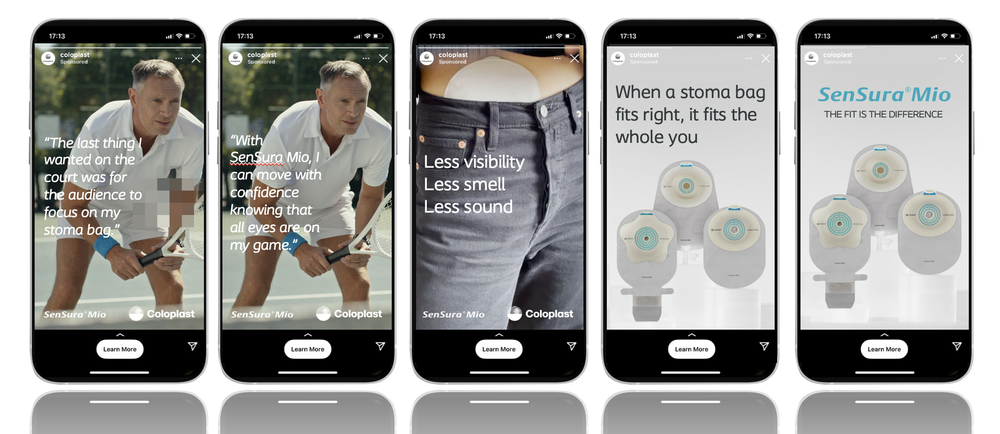 17:13
coloplast
Sponsored
"The last thing I
wanted on the
court was for
the audience to
focus on my
stoma bag."
SenSura® Mio
Coloplast
Learn More
17:13
coloplast
Sponsored
"With
SenSura Mio, I
can move with
confidence
knowing that
all eyes are on
my game."
SenSura® Mio
Coloplast
Learn More
17:13
coloplast
Sponsored
Less visibility
Less smell
Less sound
SenSura® Mio
Coloplast
Learn More
17:13
coloplast
Sponsored
When a stoma bag
fits right, it fits the
whole you
Learn More
17:13
coloplast
Sponsored
SenSura® Mio
THE FIT IS THE DIFFERENCE
Learn More